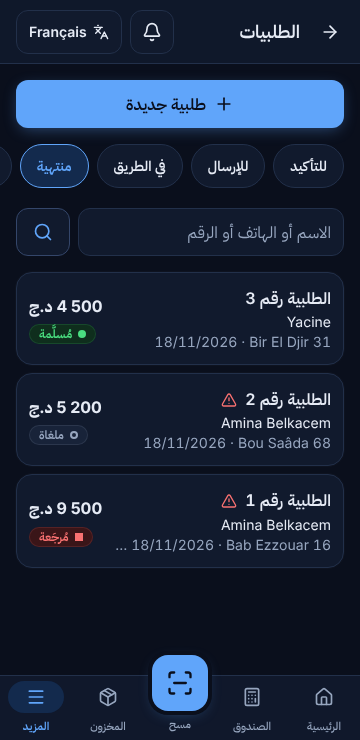 الطلبيات
Français
طلبية جديدة
للتأكيد
للإرسال
في الطريق
منتهية
الاسم أو الهاتف أو الرقم
الطلبية رقم 3
4 500 د.ج
Yacine
مُسلَّمة
18/11/2026 · Bir El Djir 31
الطلبية رقم 2
5 200 د.ج
Amina Belkacem
ملغاة
18/11/2026 · Bou Saâda 68
الطلبية رقم 1
9 500 د.ج
Amina Belkacem
مُرجَعة
... 18/11/2026 · Bab Ezzouar 16
الرئيسية
الصندوق
مسح
المخزون
المزيد